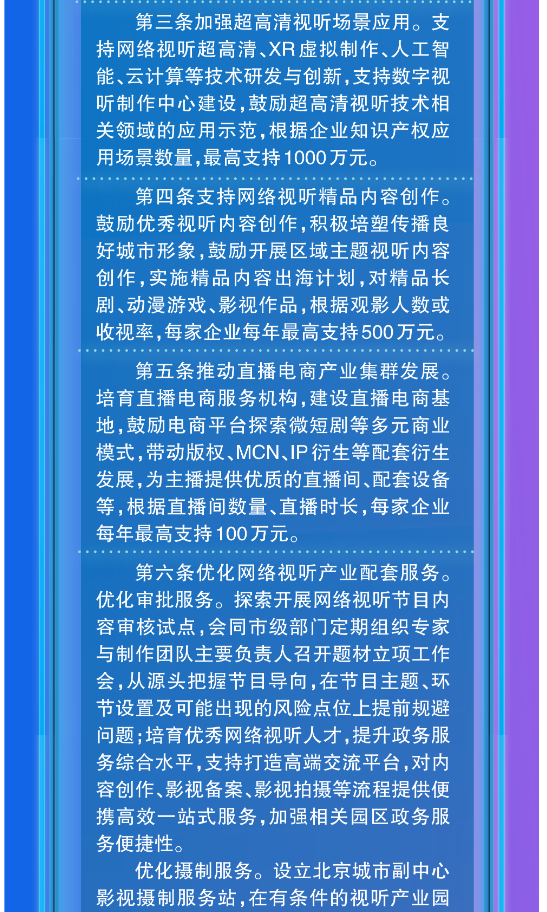 第三条加强超高清视听场景应用。支
持网络视听超高清、XR虚拟制作、人工智
能、云计算等技术研发与创新,支持数字视
听制作中心建设,鼓励超高清视听技术相
关领域的应用示范,根据企业知识产权应
用场景数量,最高支持1000万元。
第四条支持网络视听精品内容创作。
鼓励优秀视听内容创作,积极培塑传播良
好城市形象,鼓励开展区域主题视听内容
创作,实施精品内容出海计划,对精品长
剧、动漫游戏、影视作品,根据观影人数或
收视率,每家企业每年最高支持500万元。
第五条推动直播电商产业集群发展。
培育直播电商服务机构,建设直播电商基
地,鼓励电商平台探索微短剧等多元商业
模式,带动版权、MCN、IP衍生等配套衍生
发展,为主播提供优质的直播间、配套设备
等,根据直播间数量、直播时长,每家企业
每年最高支持100万元。
第六条优化网络视听产业配套服务。
优化审批服务。探索开展网络视听节目内
容审核试点,会同市级部门定期组织专家
与制作团队主要负责人召开题材立项工作
会,从源头把握节目导向,在节目主题、环
节设置及可能出现的风险点位上提前规避
问题;培育优秀网络视听人才,提升政务服
务综合水平,支持打造高端交流平台,对内
容创作、影视备案、影视拍摄等流程提供便
携高效一站式服务,加强相关园区政务服
务便捷性。
优化摄制服务。设立北京城市副中心
影视摄制服务站,在有条件的视听产业园